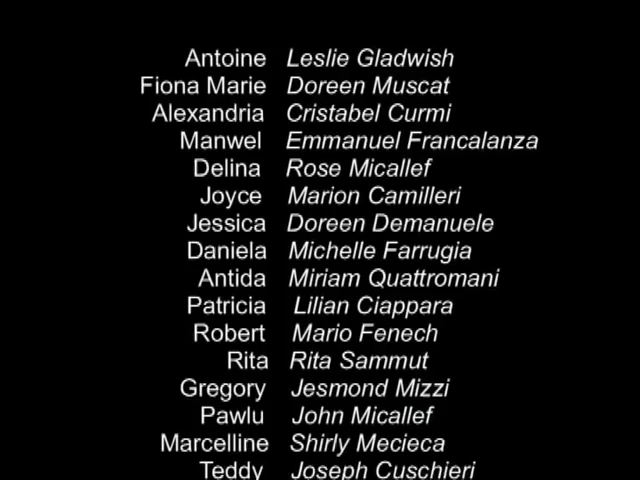 Antoine Leslie Gladwish
Fiona Marie Doreen Muscat
Alexandria Cristabel Curmi
Manwel Emmanuel Francalanza
Delina Rose Micallef
Joyce Marion Camilleri
Jessica Doreen Demanuele
Daniela Michelle Farrugia
Antida Miriam Quattromani
Patricia Lilian Ciappara
Robert Mario Fenech
Rita Rita Sammut
Gregory Jesmond Mizzi
Pawlu John Micallef
Marcelline Shirly Mecieca
Teddy Joseph Cuschieri